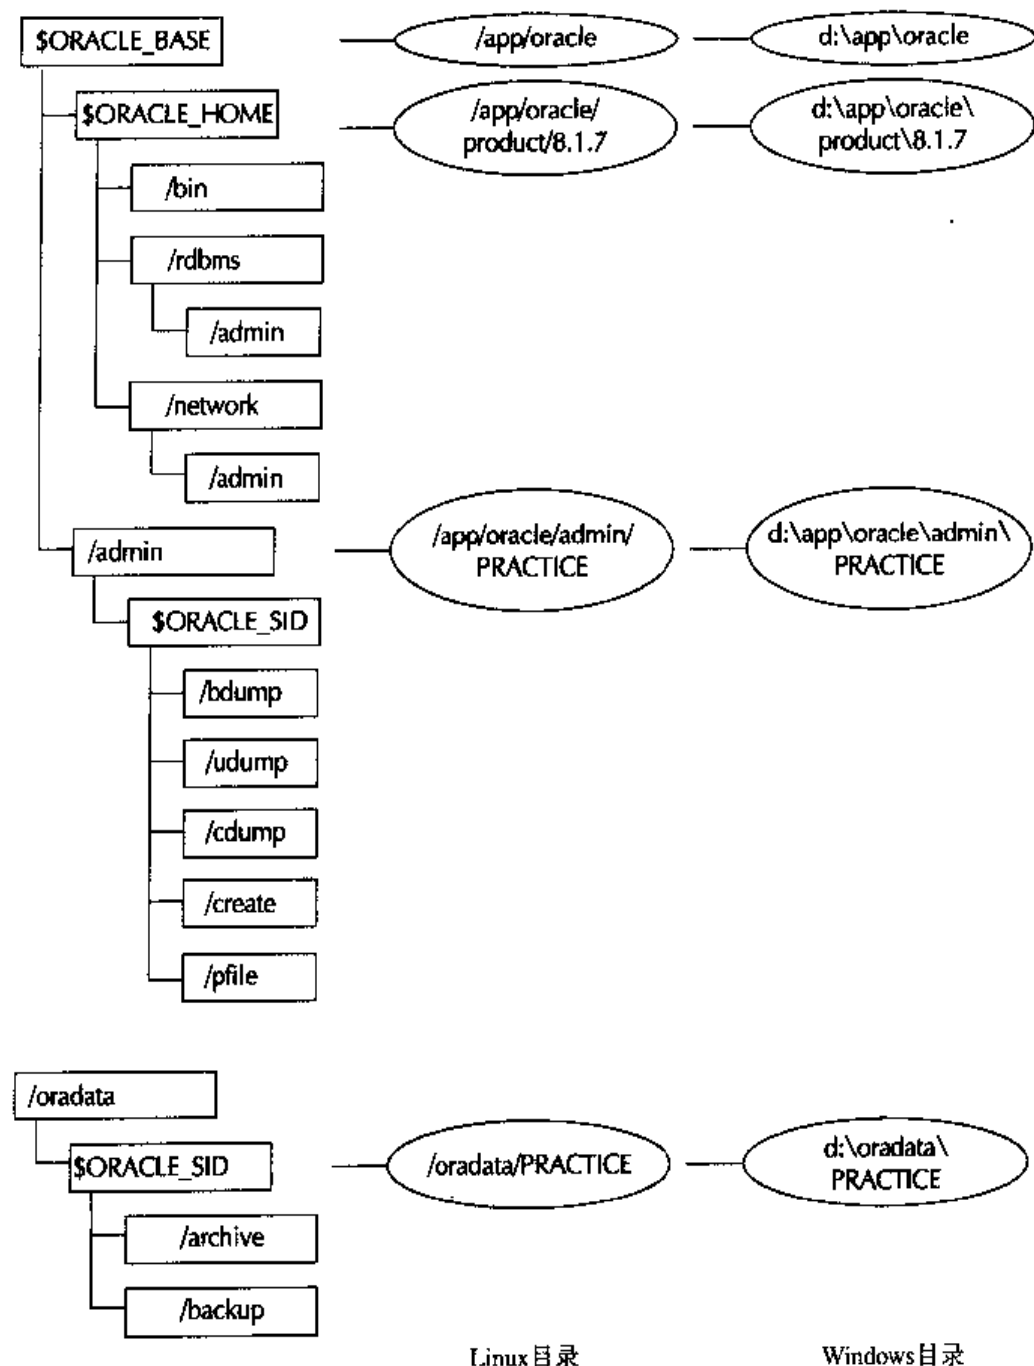 $ORACLE_BASE
/app/oracle
d:\app\oracle
$ORACLE_HOME
/app/oracle/
product/8.1.7
d:\app\oracle\
product\8.1.7
/bin
/rdbms
/admin
/network
/admin
/admin
/app/oracle/admin/
PRACTICE
d:\app\oracle\admin\
PRACTICE
$ORACLE_SID
/bdump
/udump
/cdump
/create
/pfile
/oradata
$ORACLE_SID
/oradata/PRACTICE
d:\oradata\
PRACTICE
/archive
/backup
Linux目录
Windows目录